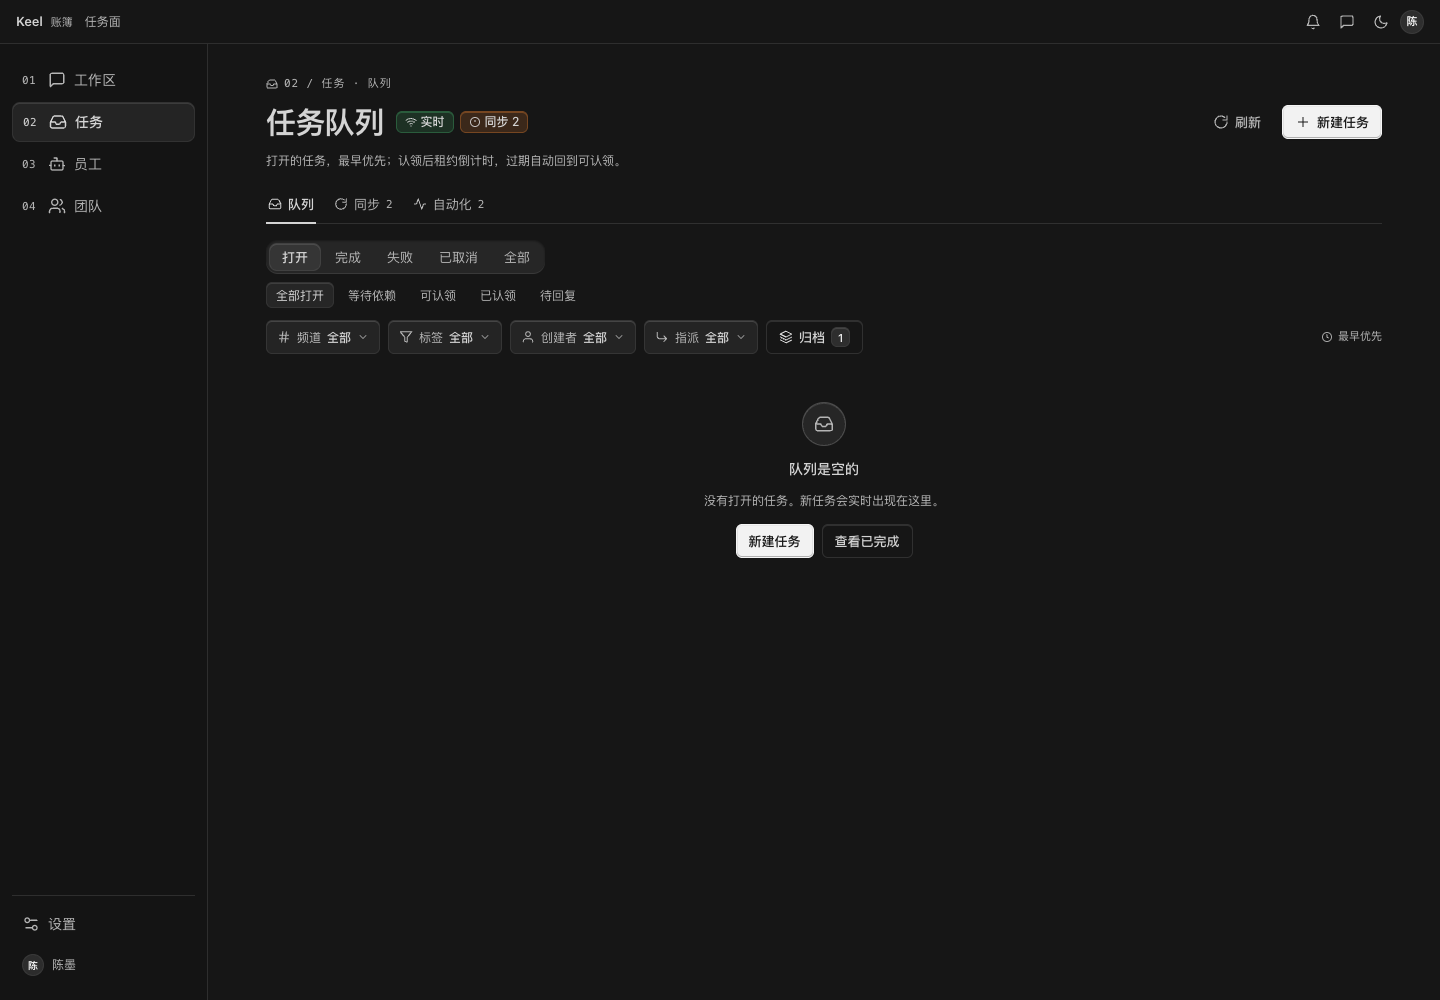 Keel 账簿 任务面
陈
01 工作区
02 任务
03 员工
04 团队
02 / 任务 · 队列
任务队列 实时 同步 2
刷新 新建任务
打开的任务，最早优先；认领后租约倒计时，过期自动回到可认领。
队列 同步 2 自动化 2
打开 完成 失败 已取消 全部
全部打开 等待依赖 可认领 已认领 待回复
频道 全部 标签 全部 创建者 全部 指派 全部 归档 1
最早优先
队列是空的
没有打开的任务。新任务会实时出现在这里。
新建任务 查看已完成
设置
陈 陈墨